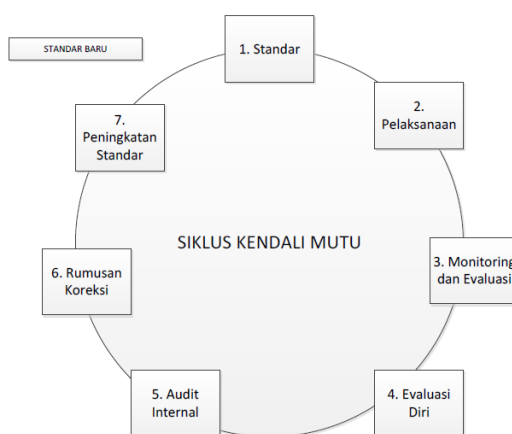 STANDAR BARU
1. Standar
2.
Pelaksanaan
3. Monitoring
dan Evaluasi
4. Evaluasi
Diri
5. Audit
Internal
6. Rumusan
Koreksi
7.
Peningkatan
Standar
SIKLUS KENDALI MUTU